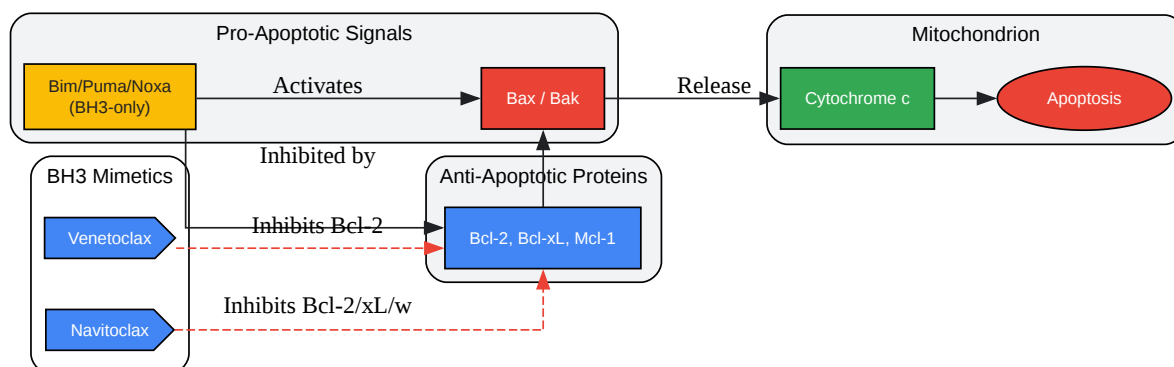 Pro-Apoptotic Signals
Mitochondrion
Bim/Puma/Noxa
(BH3-only)
Activates
Bax / Bak
Release
Cytochrome c
Apoptosis
Inhibited by
BH3 Mimetics
Anti-Apoptotic Proteins
Venetoclax
Inhibits Bcl-2
Bcl-2, Bcl-xL, Mcl-1
Inhibits Bcl-2/xL/w
Navitoclax